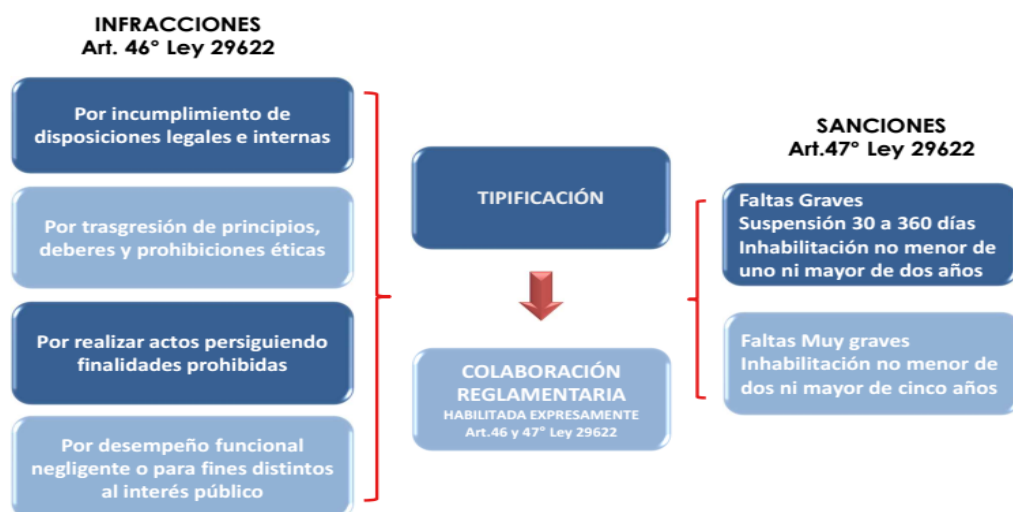 INFRACCIONES
Art. 46° Ley 29622
Por incumplimiento de
disposiciones legales e internas
Por trasgresión de principios,
deberes y prohibiciones éticas
Por realizar actos persiguiendo
finalidades prohibidas
Por desempeño funcional
negligente o para fines distintos
al interés público
TIPIFICACIÓN
COLABORACIÓN
REGLAMENTARIA
HABILITADA EXPRESAMENTE
Art.46 y 47° Ley 29622
SANCIONES
Art.47° Ley 29622
Faltas Graves
Suspensión 30 a 360 días
Inhabilitación no menor de
uno ni mayor de dos años
Faltas Muy graves
Inhabilitación no menor de
dos ni mayor de cinco años